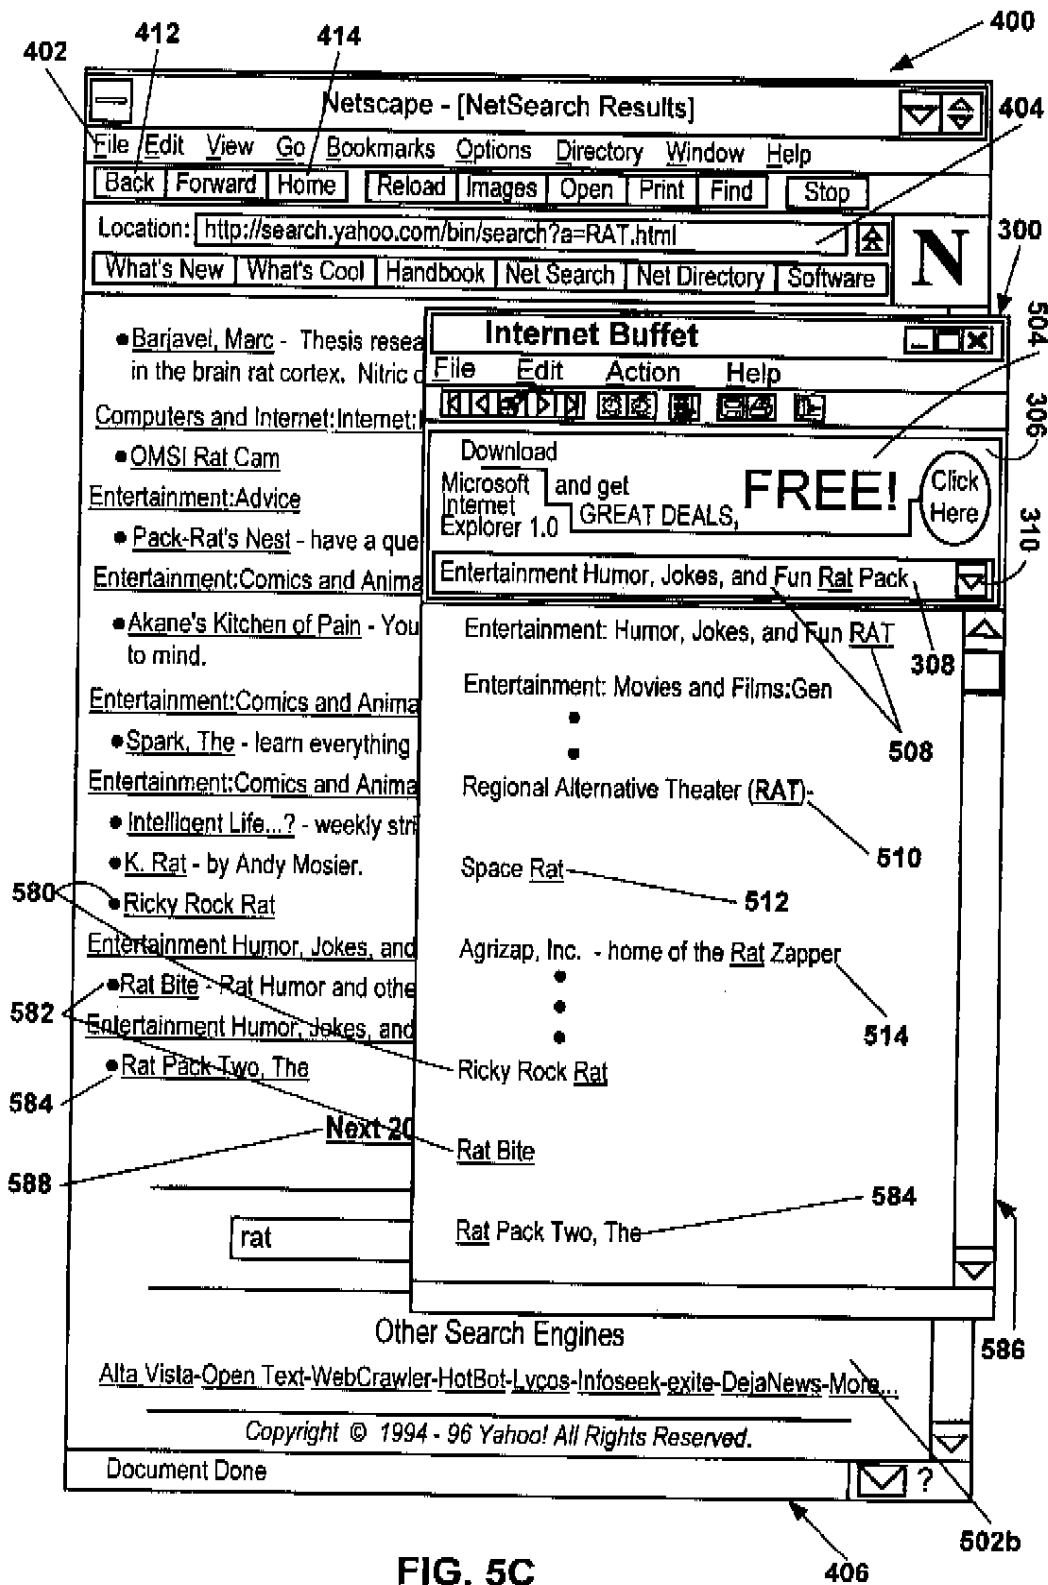 412
414
400
402
Netscape - [NetSearch Results]
404
File Edit View Go Bookmarks Options Directory Window Help
Back Forward Home Reload Images Open Print Find Stop
Location: http://search.yahoo.com/bin/search?a=RAT.html
N
300
What's New What's Cool Handbook Net Search Net Directory Software
504
Internet Buffet
File Edit Action Help
306
Download
Microsoft Internet Explorer 1.0
and get
GREAT DEALS,
FREE!
Click Here
310
Entertainment Humor, Jokes, and Fun Rat Pack
308
Entertainment: Humor, Jokes, and Fun RAT
Entertainment: Movies and Films:Gen
508
Regional Alternative Theater (RAT)-
510
Space Rat
512
Agrizap, Inc. - home of the Rat Zapper
514
Ricky Rock Rat
Rat Bite
584
Rat Pack Two, The
586
• Barjavel, Marc - Thesis resea
in the brain rat cortex. Nitric
Computers and Internet:Internet:
• OMSI Rat Cam
Entertainment:Advice
• Pack-Rat's Nest - have a que
Entertainment:Comics and Anima
• Akane's Kitchen of Pain - You
to mind.
Entertainment:Comics and Anima
• Spark, The - learn everything
Entertainment:Comics and Anima
• Intelligent Life...? - weekly stri
• K. Rat - by Andy Mosier.
580
• Ricky Rock Rat
Entertainment Humor, Jokes, and
582
• Rat Bite - Rat Humor and othe
Entertainment Humor, Jokes, and
584
• Rat Pack Two, The
Next 20
588
rat
Other Search Engines
Alta Vista-Open Text-WebCrawler-HotBot-Lycos-Infoseek-exite-DejaNews-More...
Copyright © 1994 - 96 Yahoo! All Rights Reserved.
Document Done
?
502b
406
FIG. 5C